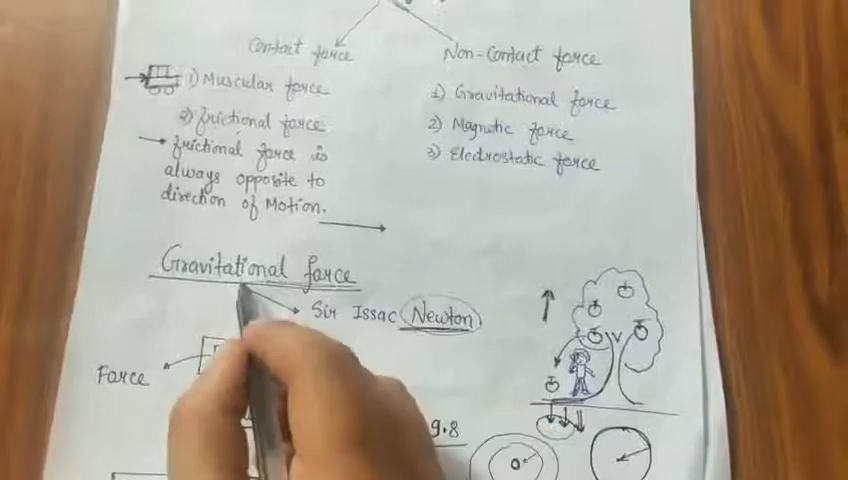 Contact force
Non-Contact force
1) Muscular force
2) frictional force
frictional force is
always opposite to
direction of Motion.
1) Gravitational force
2) Magnetic force
3) Electrostatic force
Gravitational force
Sir Issac Newton
Force
9.8